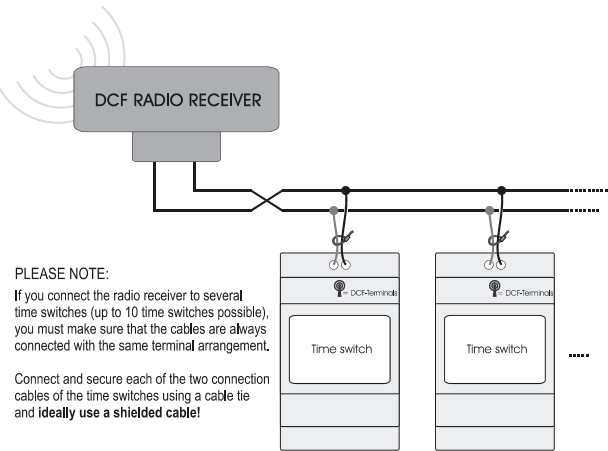 DCF RADIO RECEIVER
PLEASE NOTE:
If you connect the radio receiver to several
time switches (up to 10 time switches possible),
you must make sure that the cables are always
connected with the same terminal arrangement.
Connect and secure each of the two connection
cables of the time switches using a cable tie
and ideally use a shielded cable!
= DCF-Terminals
Time switch
= DCF-Terminals
Time switch